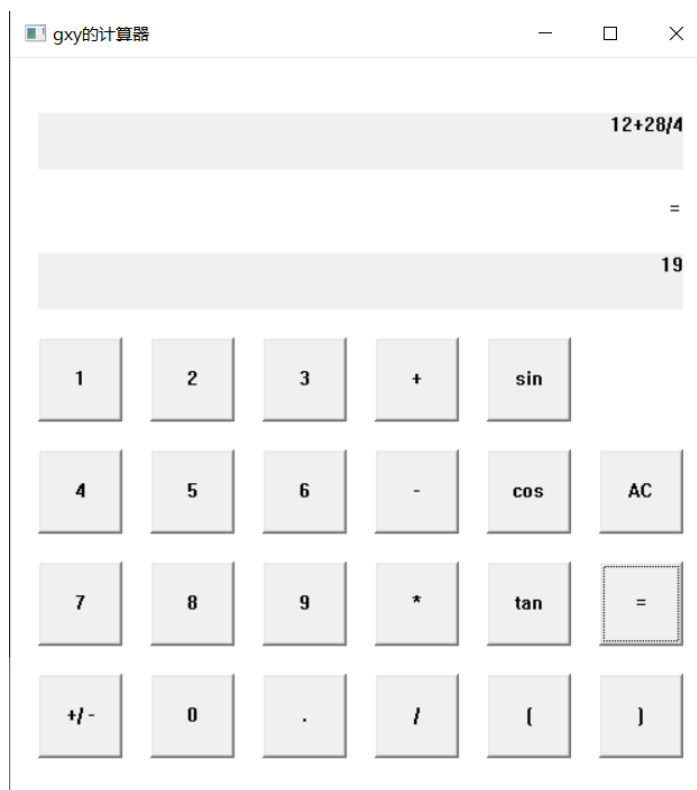 gxy的计算器
12+28/4
=
19
1 2 3 + sin
4 5 6 - cos AC
7 8 9 * tan =
+/- 0 . / ( )